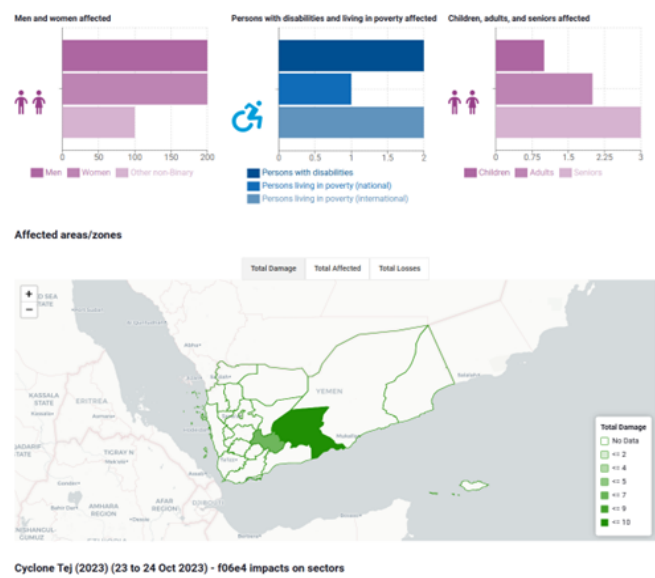 Men and women affected
Persons with disabilities and living in poverty affected
Children, adults, and seniors affected
0 50 100 150 200
0 0.5 1 1.5 2
0 0.75 1.5 2.25 3
Men Women Other non-Binary
Persons with disabilities
Persons living in poverty (national)
Persons living in poverty (international)
Children Adults Seniors
Affected areas/zones
Total Damage Total Affected Total Losses
+
−
KASSALA
STATE
ERITREA
YEMEN
TIGRAY
AMHARA
REGION
AFAR
REGION
DJIBOUTI
Total Damage
No Data
<= 2
<= 4
<= 5
<= 7
<= 9
<= 10
Cyclone Tej (2023) (23 to 24 Oct 2023) - f06e4 impacts on sectors